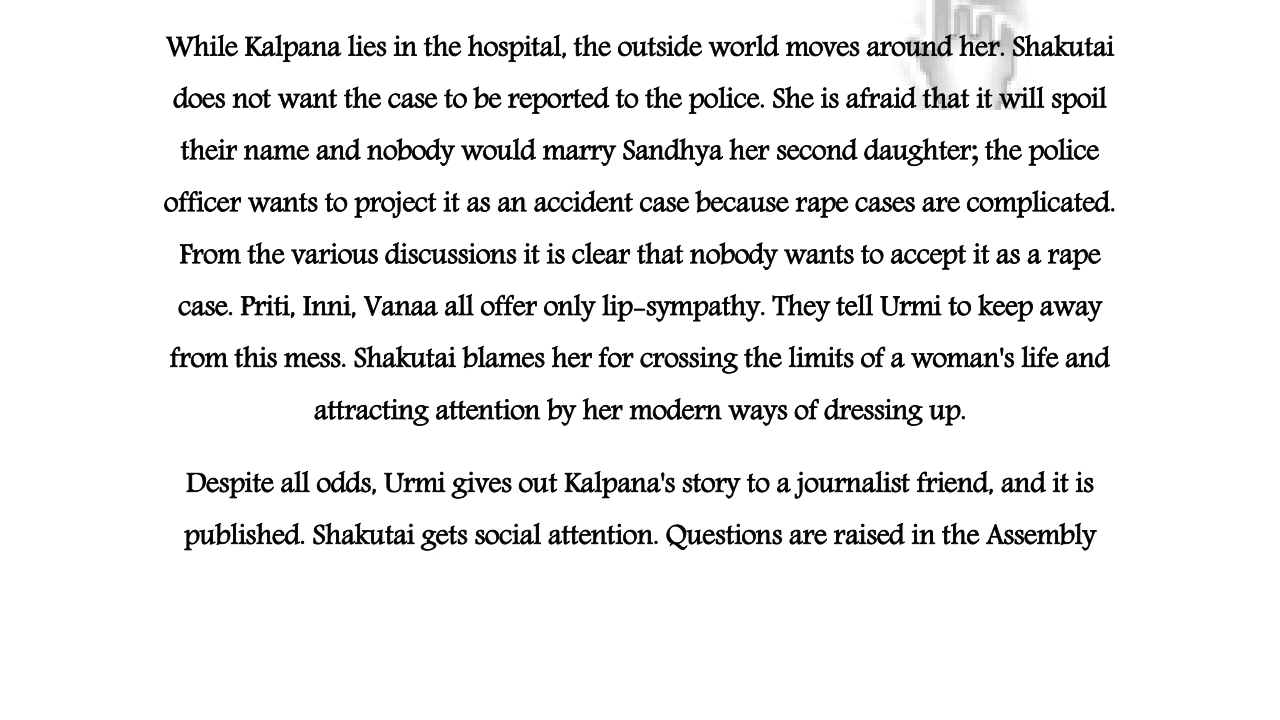 While Kalpana lies in the hospital, the outside world moves around her. Shakutai
does not want the case to be reported to the police. She is afraid that it will spoil
their name and nobody would marry Sandhya her second daughter; the police
officer wants to project it as an accident case because rape cases are complicated.
From the various discussions it is clear that nobody wants to accept it as a rape
case. Priti, Inni, Vanaa all offer only lip-sympathy. They tell Urmi to keep away
from this mess. Shakutai blames her for crossing the limits of a woman's life and
attracting attention by her modern ways of dressing up.
Despite all odds, Urmi gives out Kalpana's story to a journalist friend, and it is
published. Shakutai gets social attention. Questions are raised in the Assembly